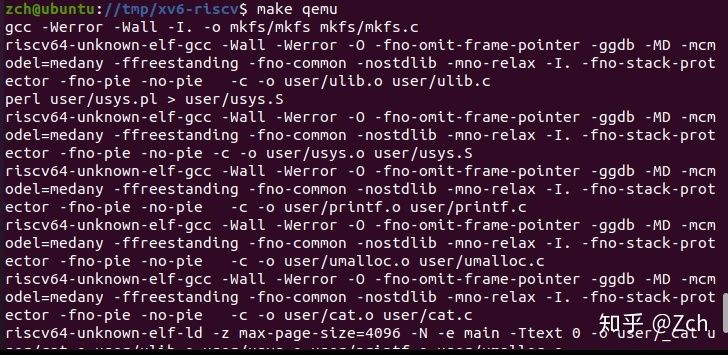 zch@ubuntu://tmp/xv6-riscv$ make qemu
gcc -Werror -Wall -I. -o mkfs/mkfs mkfs/mkfs.c
riscv64-unknown-elf-gcc -Wall -Werror -O -fno-omit-frame-pointer -ggdb -MD -mcm
odel=medany -ffreestanding -fno-common -nostdlib -mno-relax -I. -fno-stack-prot
ector -fno-pie -no-pie   -c -o user/ulib.o user/ulib.c
perl user/usys.pl > user/usys.S
riscv64-unknown-elf-gcc -Wall -Werror -O -fno-omit-frame-pointer -ggdb -MD -mcm
odel=medany -ffreestanding -fno-common -nostdlib -mno-relax -I. -fno-stack-prot
ector -fno-pie -no-pie -c -o user/usys.o user/usys.S
riscv64-unknown-elf-gcc -Wall -Werror -O -fno-omit-frame-pointer -ggdb -MD -mcm
odel=medany -ffreestanding -fno-common -nostdlib -mno-relax -I. -fno-stack-prot
ector -fno-pie -no-pie   -c -o user/printf.o user/printf.c
riscv64-unknown-elf-gcc -Wall -Werror -O -fno-omit-frame-pointer -ggdb -MD -mcm
odel=medany -ffreestanding -fno-common -nostdlib -mno-relax -I. -fno-stack-prot
ector -fno-pie -no-pie   -c -o user/umalloc.o user/umalloc.c
riscv64-unknown-elf-gcc -Wall -Werror -O -fno-omit-frame-pointer -ggdb -MD -mcm
odel=medany -ffreestanding -fno-common -nostdlib -mno-relax -I. -fno-stack-prot
ector -fno-pie -no-pie   -c -o user/cat.o user/cat.c
riscv64-unknown-elf-ld -z max-page-size=4096 -N -e main -Ttext 0 -o user/_cat u
知乎 @Zch